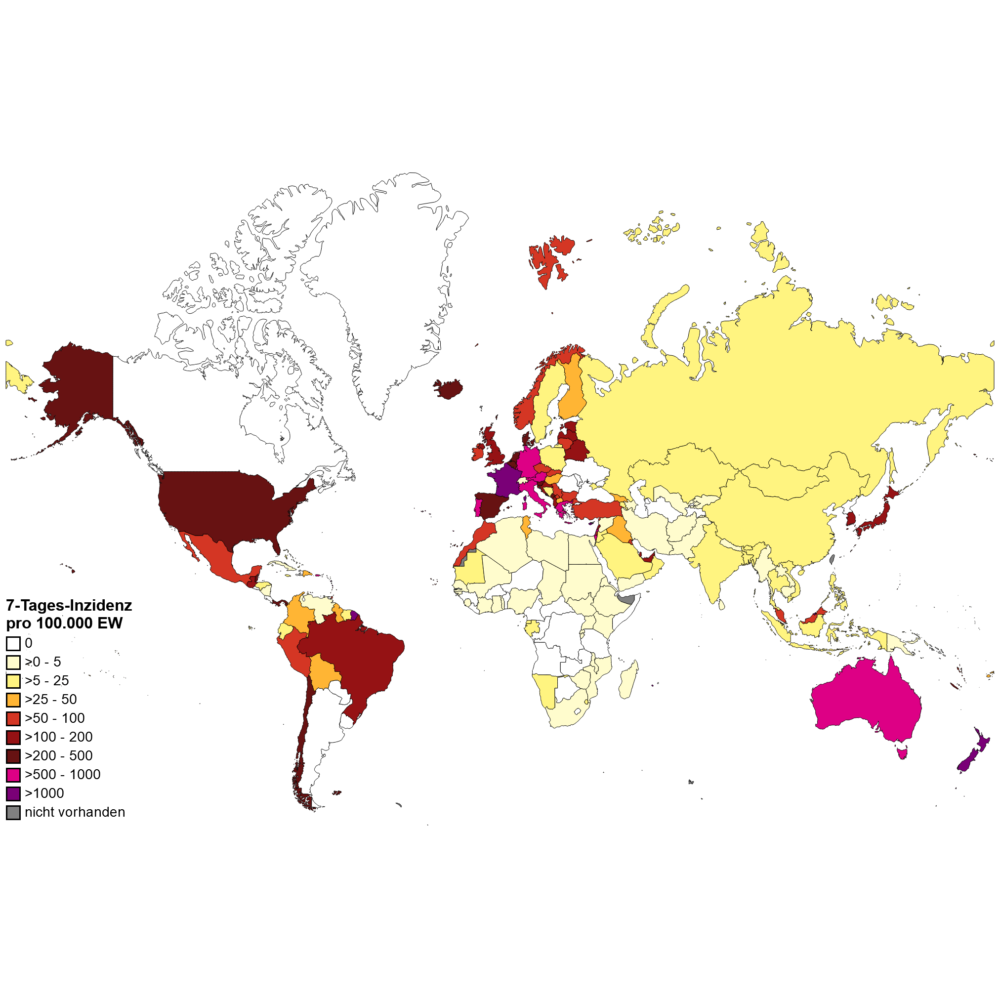 7-Tages-Inzidenz
pro 100.000 EW
0
>0 - 5
>5 - 25
>25 - 50
>50 - 100
>100 - 200
>200 - 500
>500 - 1000
>1000
nicht vorhanden